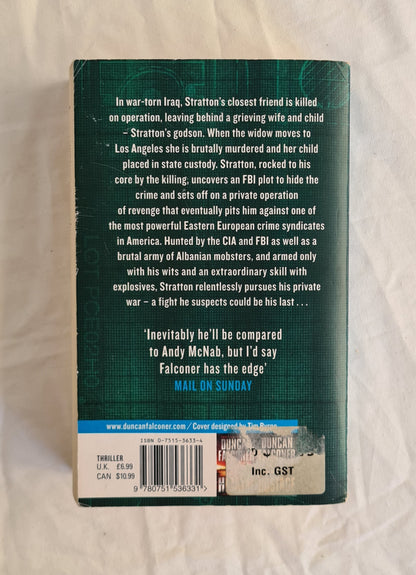 In war-torn Iraq, Stratton's closest friend is killed
on operation, leaving behind a grieving wife and child
– Stratton's godson. When the widow moves to
Los Angeles she is brutally murdered and her child
placed in state custody. Stratton, rocked to his
core by the killing, uncovers an FBI plot to hide the
crime and sets off on a private operation
of revenge that eventually pits him against one of
the most powerful Eastern European crime syndicates
in America. Hunted by the CIA and FBI as well as a
brutal army of Albanian mobsters, and armed only
with his wits and an extraordinary skill with
explosives, Stratton relentlessly pursues his private
war – a fight he suspects could be his last . . .
'Inevitably he'll be compared
to Andy McNab, but I'd say
Falconer has the edge'
MAIL ON SUNDAY
www.duncanfalconer.com / Cover designed by Tim Byrne
ISBN 0-7515-3633-4
THRILLER
U.K. £6.99
CAN $10.99
9 780751 536331 >
DUNCAN
DUNCAN
Inc. GST